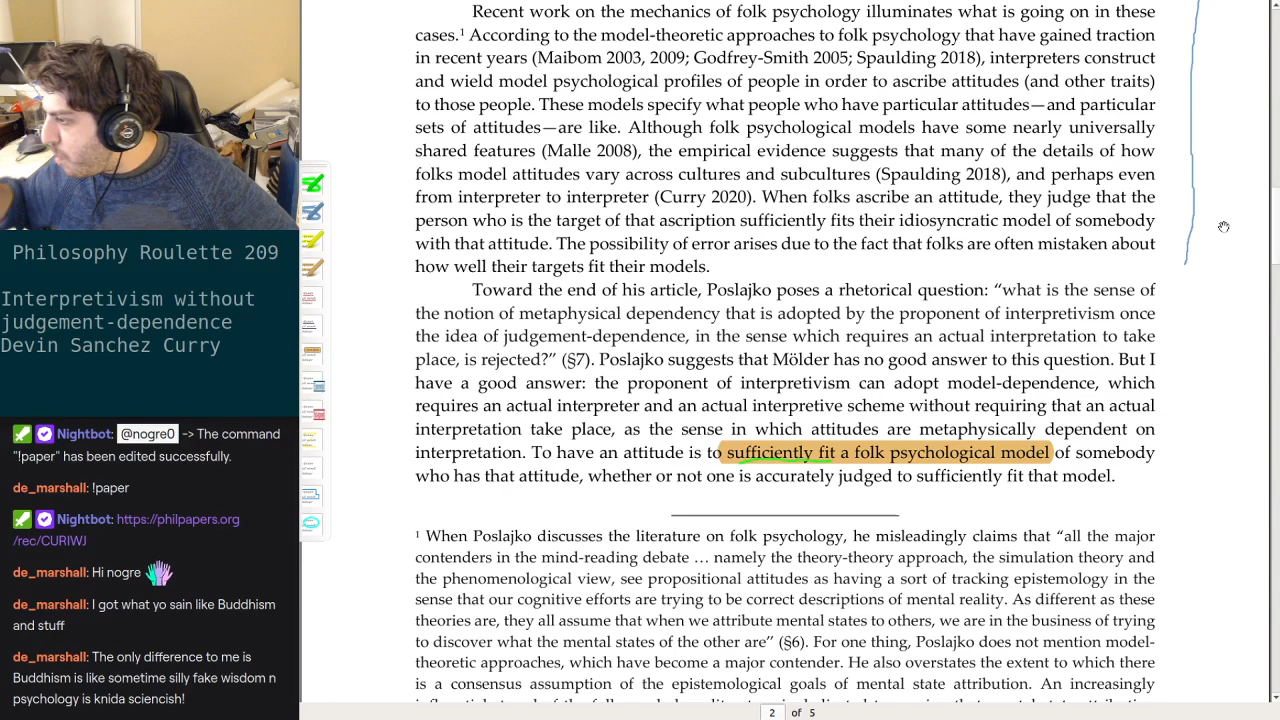 Recent work on the mechanics of folk psychology illuminates what is going on in these
cases.¹ According to the model-theoretic approaches to folk psychology that have gained traction
in recent years (Maibom 2003, 2009; Godfrey-Smith 2005; Spaulding 2018), interpreters construct
and wield model psychological profiles of people in order to ascribe attitudes (and other traits)
to those people. These models specify what people who have particular attitudes—and particular
sets of attitudes—are like. Although folk psychological models have some nearly universally
shared features (Malle 2008), the empirical evidence suggests that many of the details of how
folks model attitudes vary across cultures and subcultures (Spaulding 2018), and perhaps even
from interpreter to interpreter (Curry 2021). When folks ascribe an attitude, they judge that the
person who is the target of that ascription sufficiently fits their idiosyncratic model of somebody
with that attitude. The possibility of error arises due to the fact that folks are often mistaken about
how well their targets fit their models.
Toward the end of his article, Poslajko poses a rhetorical question: "what is the sense of
the notion of metaphysical dependence that is adopted by the defenders of interpretivism once
the idea of judgement-dependence, which requires that actual interpretation take
place, is rejected" (§6)? He suggests that Mölder and I have no good answer to this question. But I
have a good answer to it. In short: attitudes can fail to be judgement-dependent, which
requires an actual interpreter to take up an interpretive scheme, without requiring that actual
interpretation take place, as the sense in which attitudes are metaphysically dependent on
interpretation. To have an attitude is to pertinently fit a folk psychological model of somebody
who has that attitude, whether or not one is accurately judged by somebody to fit that model.
¹ When Poslajko does cite the literature on folk psychology, he misleadingly claims that “all the major
contenders in the mind-reading debate … namely the theory-theory approach, the simulation theory and
the phenomenological view, see propositional attitudes as having a sort of tracking epistemology in the
sense that our cognitive efforts are trying to be correct descriptions of mental reality. As different as these
theories are, they all assume that when we attribute mental states to others, we are in the business of trying
to discover what the mental states of the other are” (§6). For one thing, Poslajko does not mention model-
theoretic approaches, which have become a major contender. He also overstates the extent to which there
is a consensus assumption of the epistemological goals of mental state attribution. An increasingly
2 of 5
Philosophy Roulette 209
Interpretivism without
judgement-dependence
Devin Sanchez Curry
Nightbot: @nogre0 -> The command
"!paper" has been edited successfully.
de_marshall: !paper
Nightbot: https://philpapers.org
/rec/CURIWJ
de_marshall: Hi nogre
de_marshall: I got what yo sain like Buddhism
and stuff
de_marshall: The only difference to me is
Buddhism is like sometime silly fake wisdom n
psychology is knida sciencish!